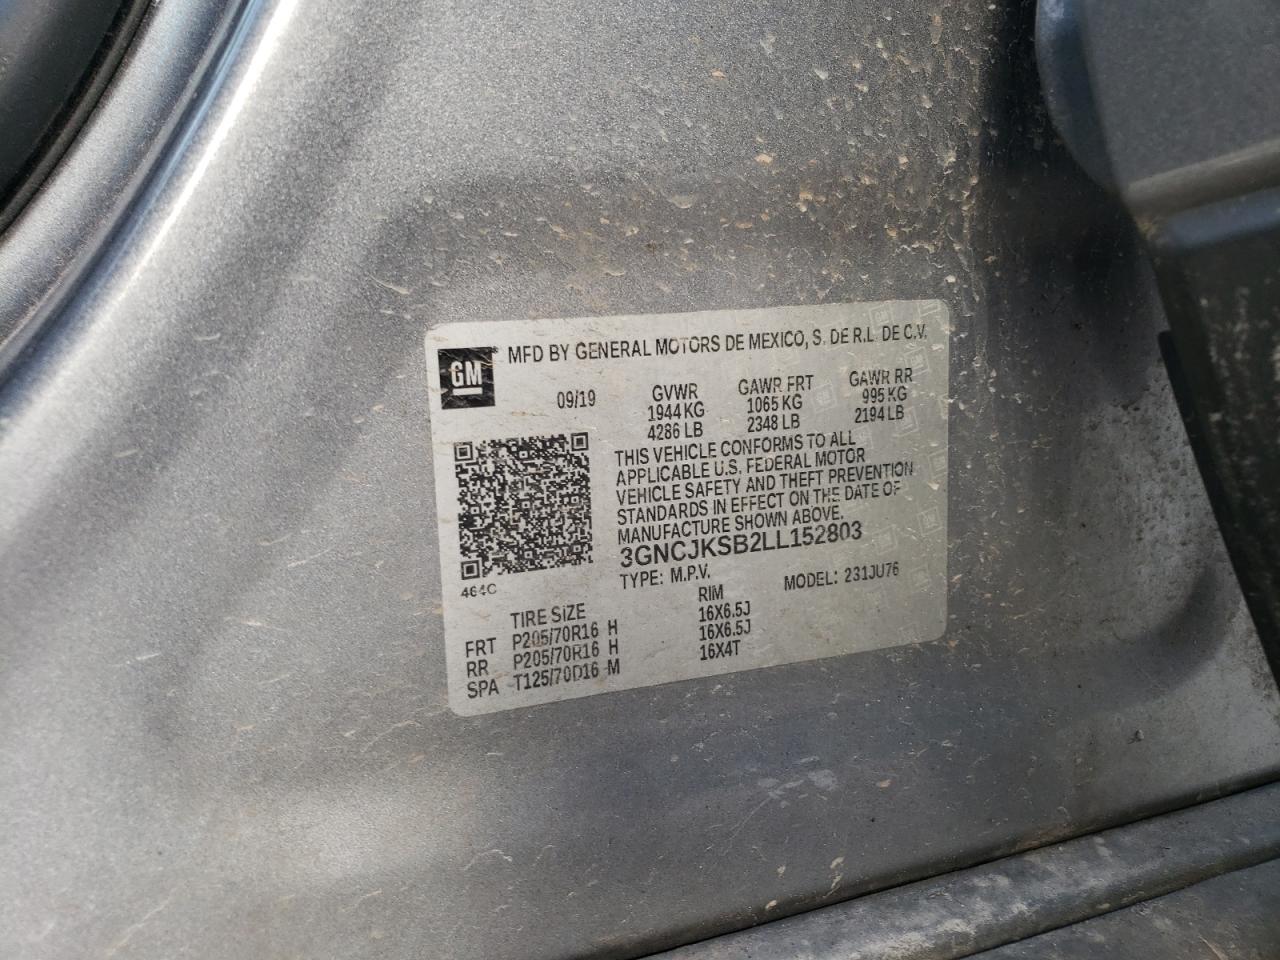 GM
MFD BY GENERAL MOTORS DE MEXICO, S. DE R.L. DE C.V.
09/19
GVWR GAWR FRT GAWR RR
1944 KG 1065 KG 995 KG
4286 LB 2348 LB 2194 LB
THIS VEHICLE CONFORMS TO ALL
APPLICABLE U.S. FEDERAL MOTOR
VEHICLE SAFETY AND THEFT PREVENTION
STANDARDS IN EFFECT ON THE DATE OF
MANUFACTURE SHOWN ABOVE.
3GNCJKSB2LL152803
TYPE: M.P.V. MODEL: 231JU76
464C
TIRE SIZE RIM
FRT P205/70R16 H 16X6.5J
RR P205/70R16 H 16X6.5J
SPA T125/70D16 M 16X4T